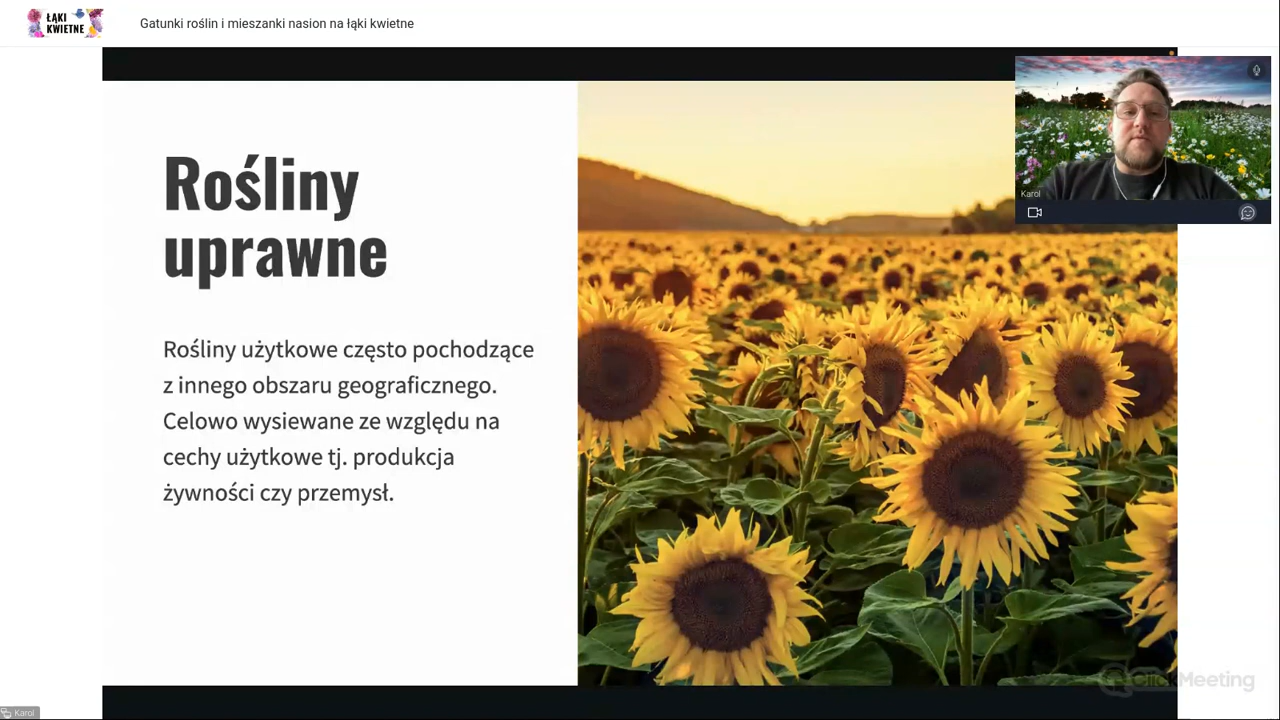 ŁĄKI
KWIETNE
Gatunki roślin i mieszanki nasion na łąki kwietne
Rośliny
uprawne
Rośliny użytkowe często pochodzące
z innego obszaru geograficznego.
Celowo wysiewane ze względu na
cechy użytkowe tj. produkcja
żywności czy przemysł.
Karol
ClickMeeting
Karol